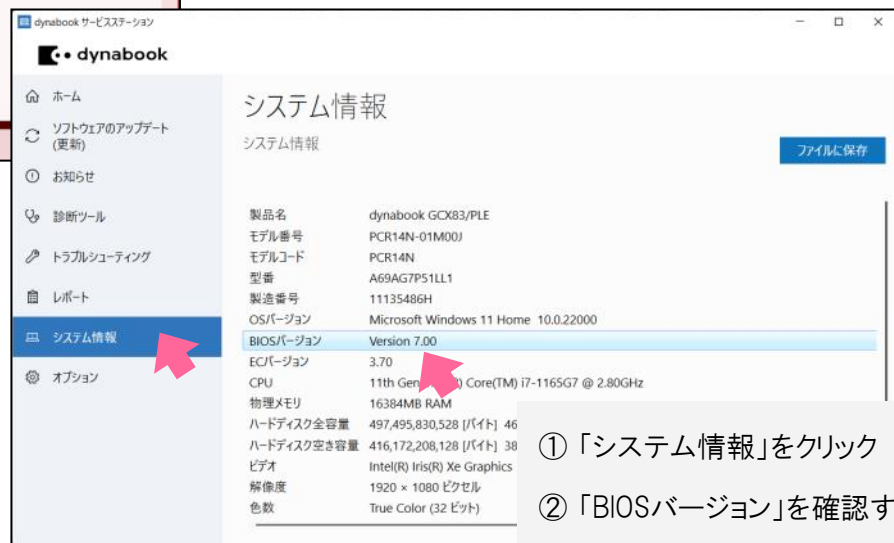 dynabook サービスステーション
dynabook
ホーム
ソフトウェアのアップデート
(更新)
お知らせ
診断ツール
トラブルシューティング
レポート
システム情報
オプション
システム情報
システム情報
ファイルに保存
製品名 dynabook GCX83/PLE
モデル番号 PCR14N-01M00J
モデルコード PCR14N
型番 A69AG7P51LL1
製造番号 11135486H
OSバージョン Microsoft Windows 11 Home 10.0.22000
BIOSバージョン Version 7.00
ECバージョン 3.70
CPU 11th Gen Core(TM) i7-1165G7 @ 2.80GHz
物理メモリ 16384MB RAM
ハードディスク全容量 497,495,830,528 [バイト] 46
ハードディスク空き容量 416,172,208,128 [バイト] 38
ビデオ Intel(R) Iris(R) Xe Graphics
解像度 1920 × 1080 ピクセル
色数 True Color (32 ビット)
① 「システム情報」をクリック
② 「BIOSバージョン」を確認す